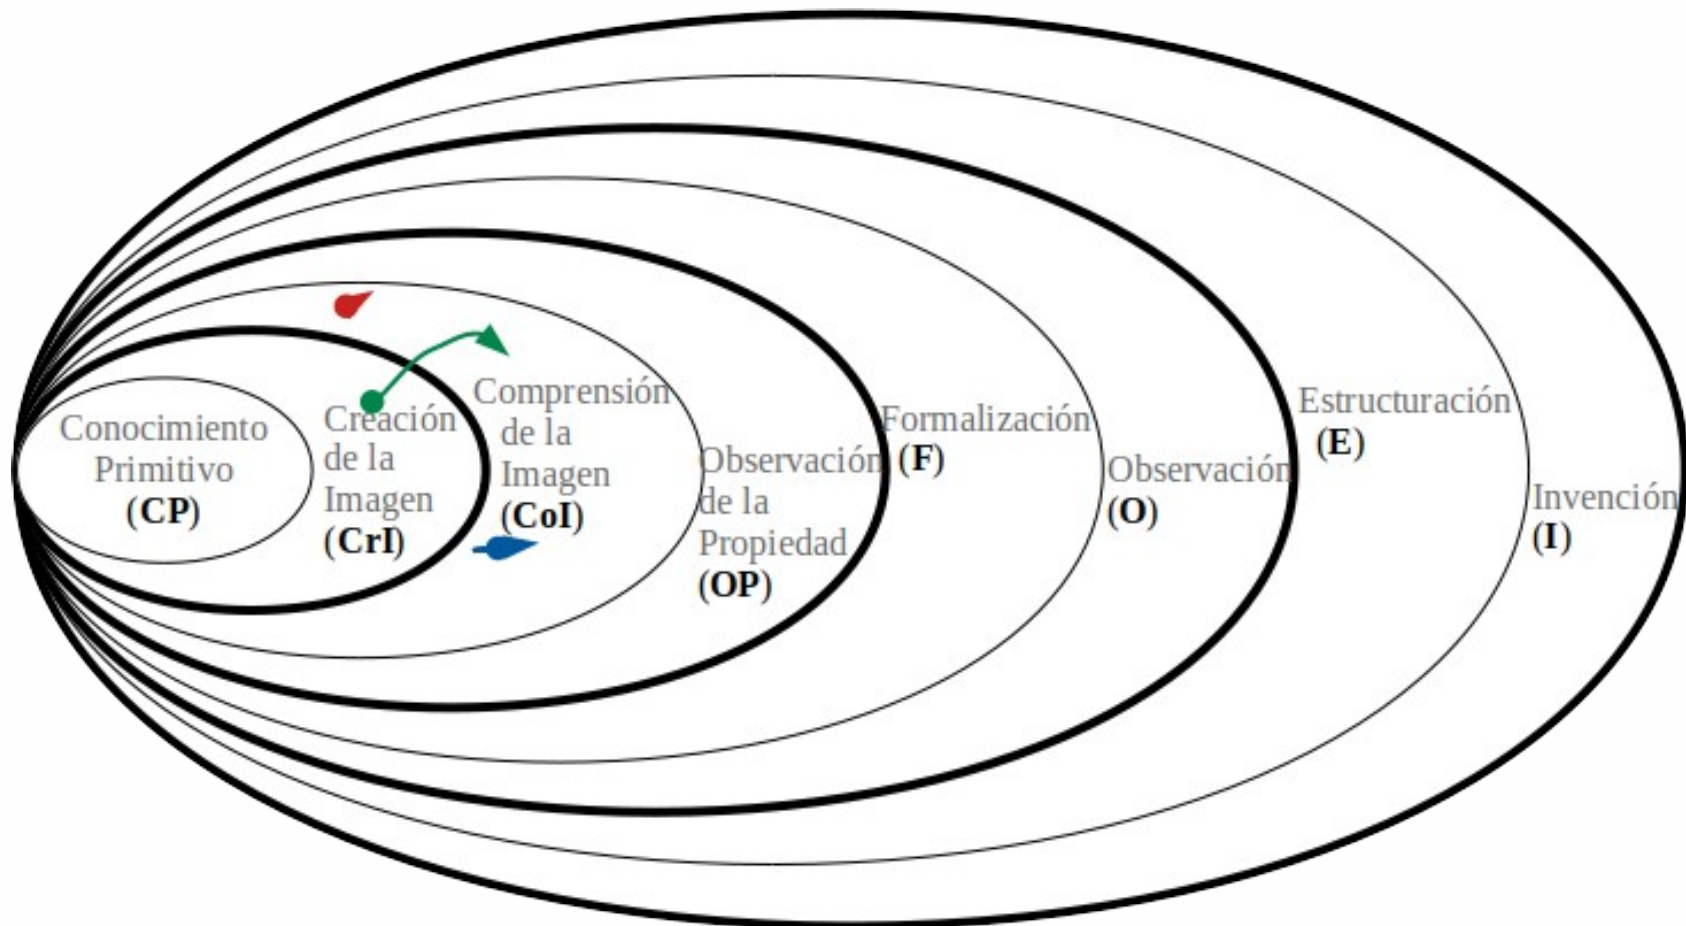 Conocimiento
Primitivo
(CP)
Creación
de la
Imagen
(CrI)
Comprensión
de la
Imagen
(CoI)
Observación
de la
Propiedad
(OP)
Formalización
(F)
Observación
(O)
Estructuración
(E)
Invención
(I)